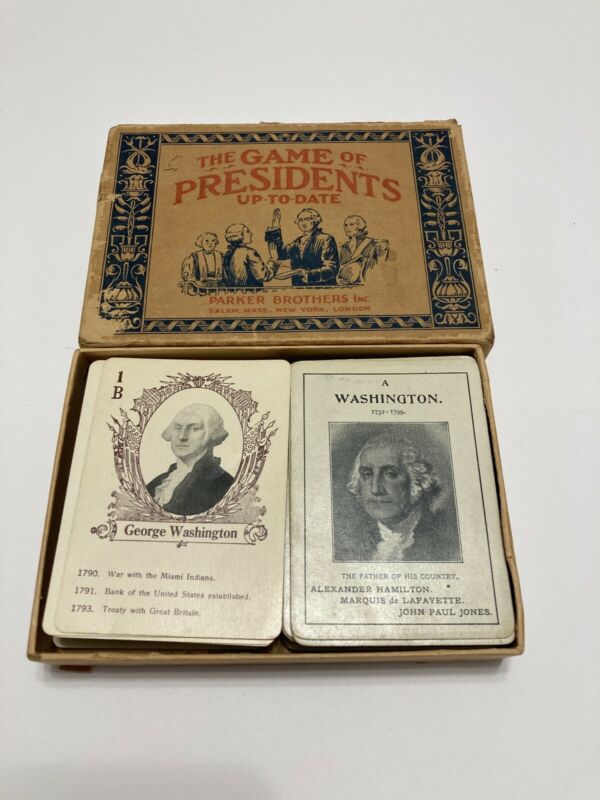 THE GAME OF
PRESIDENTS
UP-TO-DATE
PARKER BROTHERS INC.
SALEM, MASS., NEW YORK, LONDON
1
B
George Washington
1790. War with the Miami Indians.
1791. Bank of the United States established.
1793. Treaty with Great Britain.
A
WASHINGTON.
1732-1799.
THE FATHER OF HIS COUNTRY.
ALEXANDER HAMILTON.
MARQUIS de LAFAYETTE.
JOHN PAUL JONES.